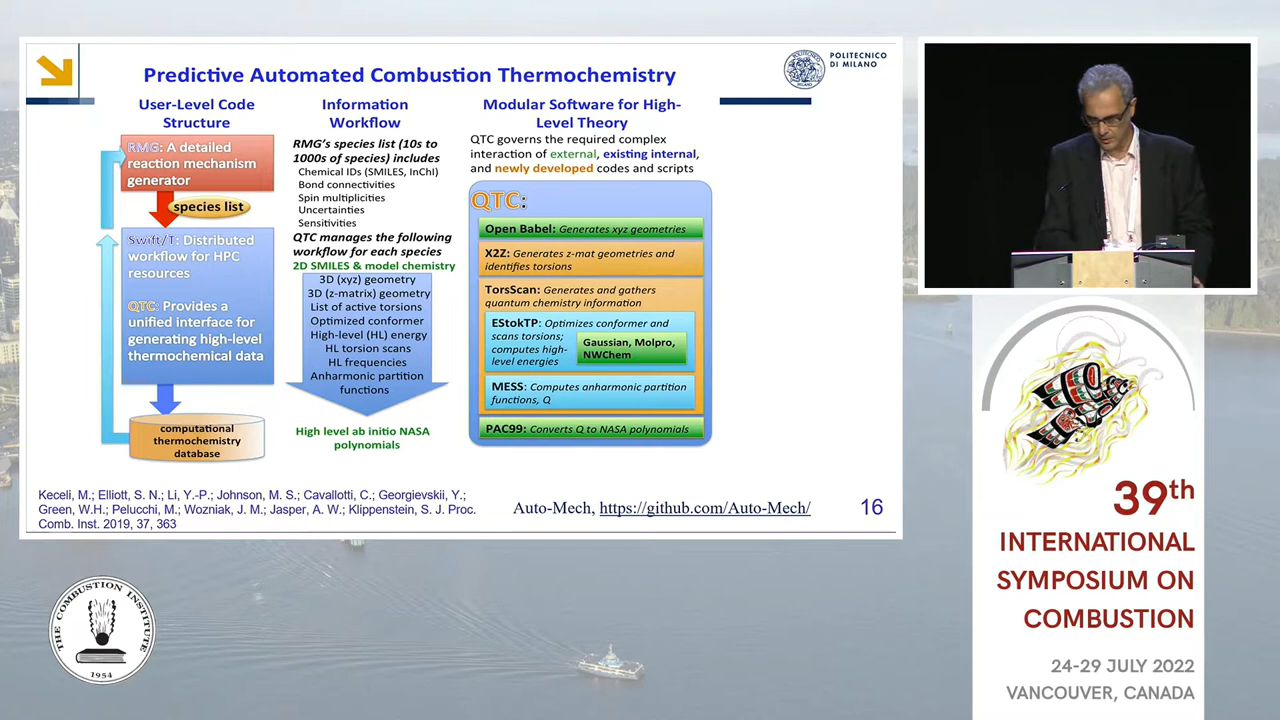 Predictive Automated Combustion Thermochemistry
POLITECNICO
DI MILANO
User-Level Code
Structure
RMG: A detailed
reaction mechanism
generator
species list
Swift/T: Distributed
workflow for HPC
resources
QTC: Provides a
unified interface for
generating high-level
thermochemical data
computational
thermochemistry
database
Information
Workflow
RMG's species list (10s to
1000s of species) includes
Chemical IDs (SMILES, InChI)
Bond connectivities
Spin multiplicities
Uncertainties
Sensitivities
QTC manages the following
workflow for each species
2D SMILES & model chemistry
3D (xyz) geometry
3D (z-matrix) geometry
List of active torsions
Optimized conformer
High-level (HL) energy
HL torsion scans
HL frequencies
Anharmonic partition
functions
High level ab initio NASA
polynomials
Modular Software for High-
Level Theory
QTC governs the required complex
interaction of external, existing internal,
and newly developed codes and scripts
QTC:
Open Babel: Generates xyz geometries
X2Z: Generates z-mat geometries and
identifies torsions
TorsScan: Generates and gathers
quantum chemistry information
EStokTP: Optimizes conformer and
scans torsions;
computes high-
level energies
Gaussian, Molpro,
NWChem
MESS: Computes anharmonic partition
functions, Q
PAC99: Converts Q to NASA polynomials
Keceli, M.; Elliott, S. N.; Li, Y.-P.; Johnson, M. S.; Cavallotti, C.; Georgievskii, Y.;
Green, W.H.; Pelucchi, M.; Wozniak, J. M.; Jasper, A. W.; Klippenstein, S. J. Proc.
Comb. Inst. 2019, 37, 363
Auto-Mech, https://github.com/Auto-Mech/
16
THE COMBUSTION INSTITUTE
1954
39th
INTERNATIONAL
SYMPOSIUM ON
COMBUSTION
24-29 JULY 2022
VANCOUVER, CANADA